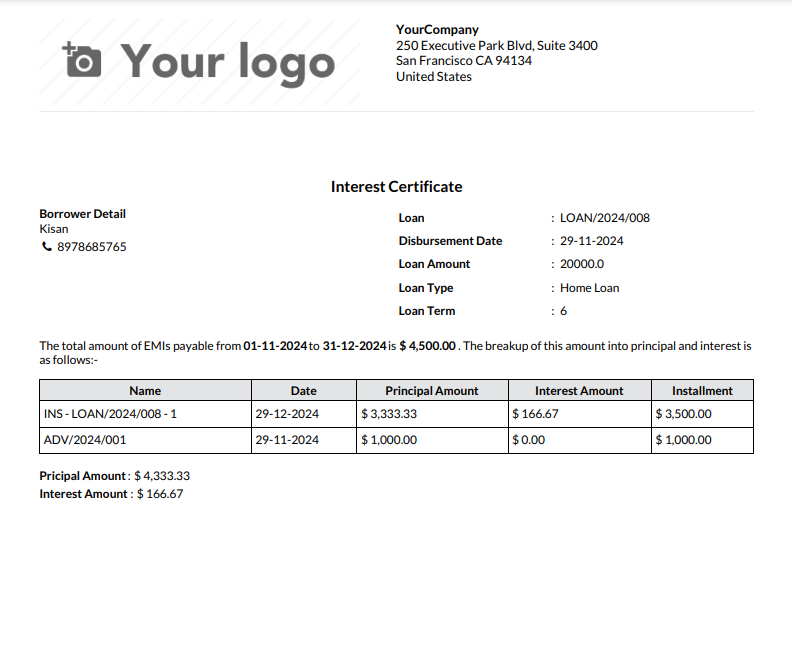 Your logo
YourCompany
250 Executive Park Blvd, Suite 3400
San Francisco CA 94134
United States
Interest Certificate
Borrower Detail
Kisan
8978685765
Loan : LOAN/2024/008
Disbursement Date : 29-11-2024
Loan Amount : 20000.0
Loan Type : Home Loan
Loan Term : 6
The total amount of EMIs payable from 01-11-2024 to 31-12-2024 is $ 4,500.00 . The breakup of this amount into principal and interest is
as follows:-
Name Date Principal Amount Interest Amount Installment
INS - LOAN/2024/008 - 1 29-12-2024 $ 3,333.33 $ 166.67 $ 3,500.00
ADV/2024/001 29-11-2024 $ 1,000.00 $ 0.00 $ 1,000.00
Pricipal Amount : $ 4,333.33
Interest Amount : $ 166.67